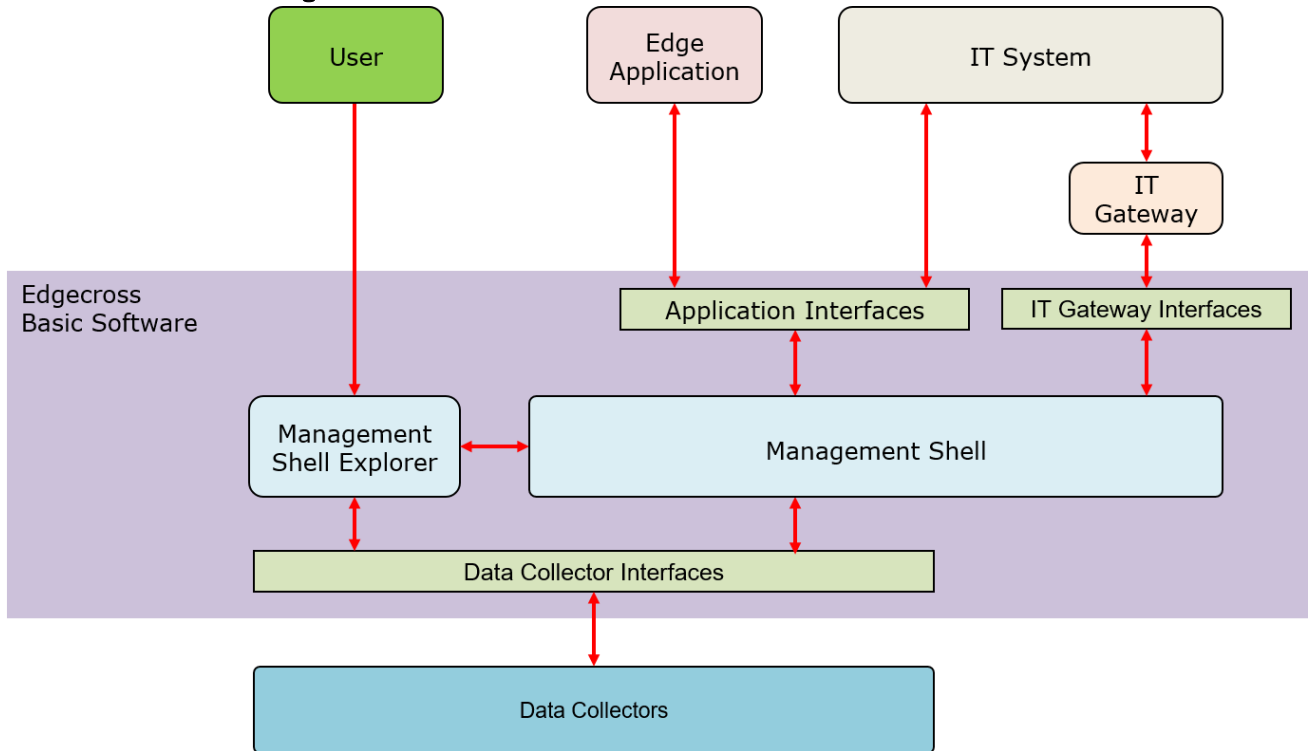 User
Edge
Application
IT System
IT
Gateway
Edgecross
Basic Software
Application Interfaces
IT Gateway Interfaces
Management
Shell Explorer
Management Shell
Data Collector Interfaces
Data Collectors